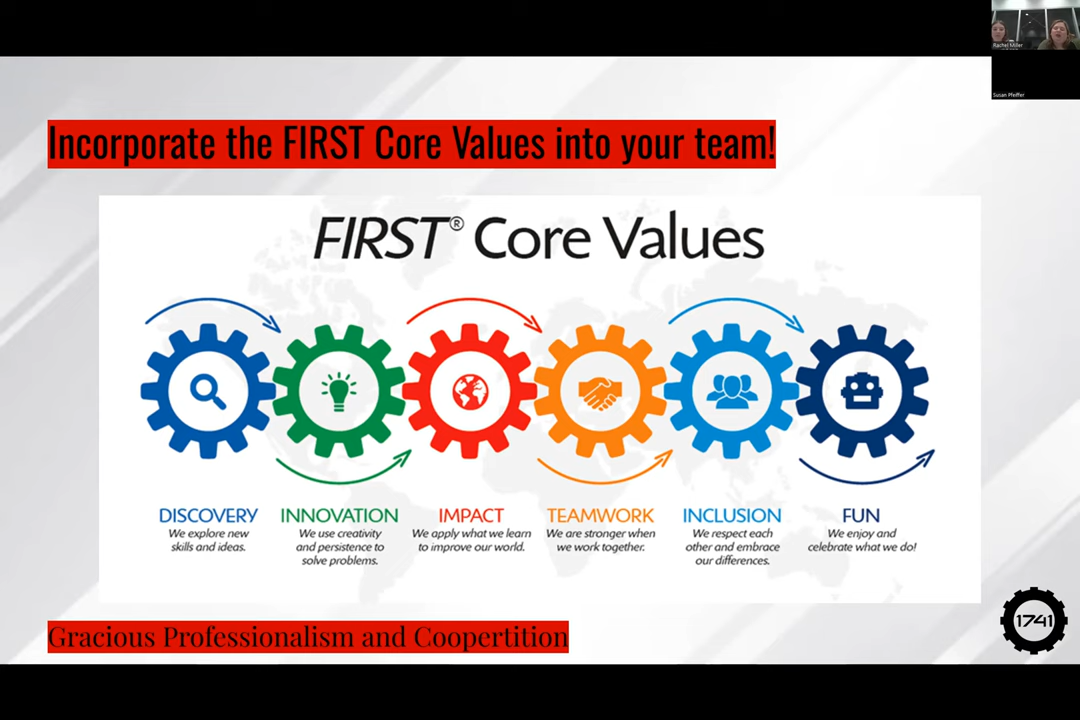 Rachel Miller
Susan Pfeiffer
Incorporate the FIRST Core Values into your team!
FIRST® Core Values
DISCOVERY
We explore new
skills and ideas.
INNOVATION
We use creativity
and persistence to
solve problems.
IMPACT
We apply what we learn
to improve our world.
TEAMWORK
We are stronger when
we work together.
INCLUSION
We respect each
other and embrace
our differences.
FUN
We enjoy and
celebrate what we do!
Gracious Professionalism and Coopertition
1741